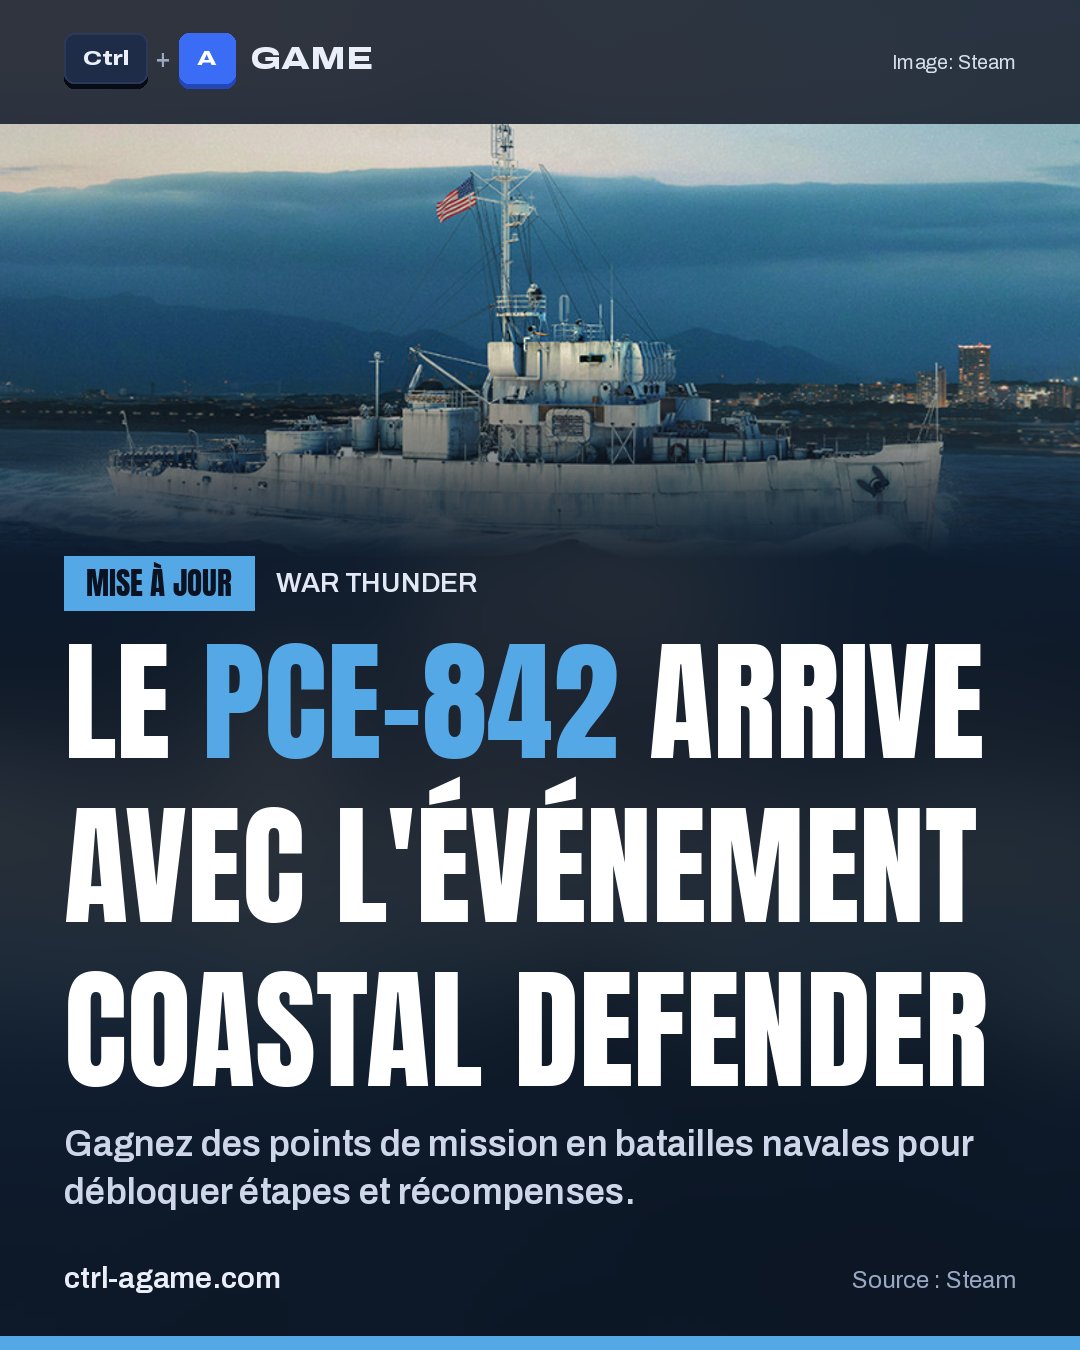 Ctrl + A GAME
Image: Steam
MISE À JOUR WAR THUNDER
LE PCE-842 ARRIVE
AVEC L'ÉVÉNEMENT
COASTAL DEFENDER
Gagnez des points de mission en batailles navales pour
débloquer étapes et récompenses.
ctrl-agame.com
Source : Steam